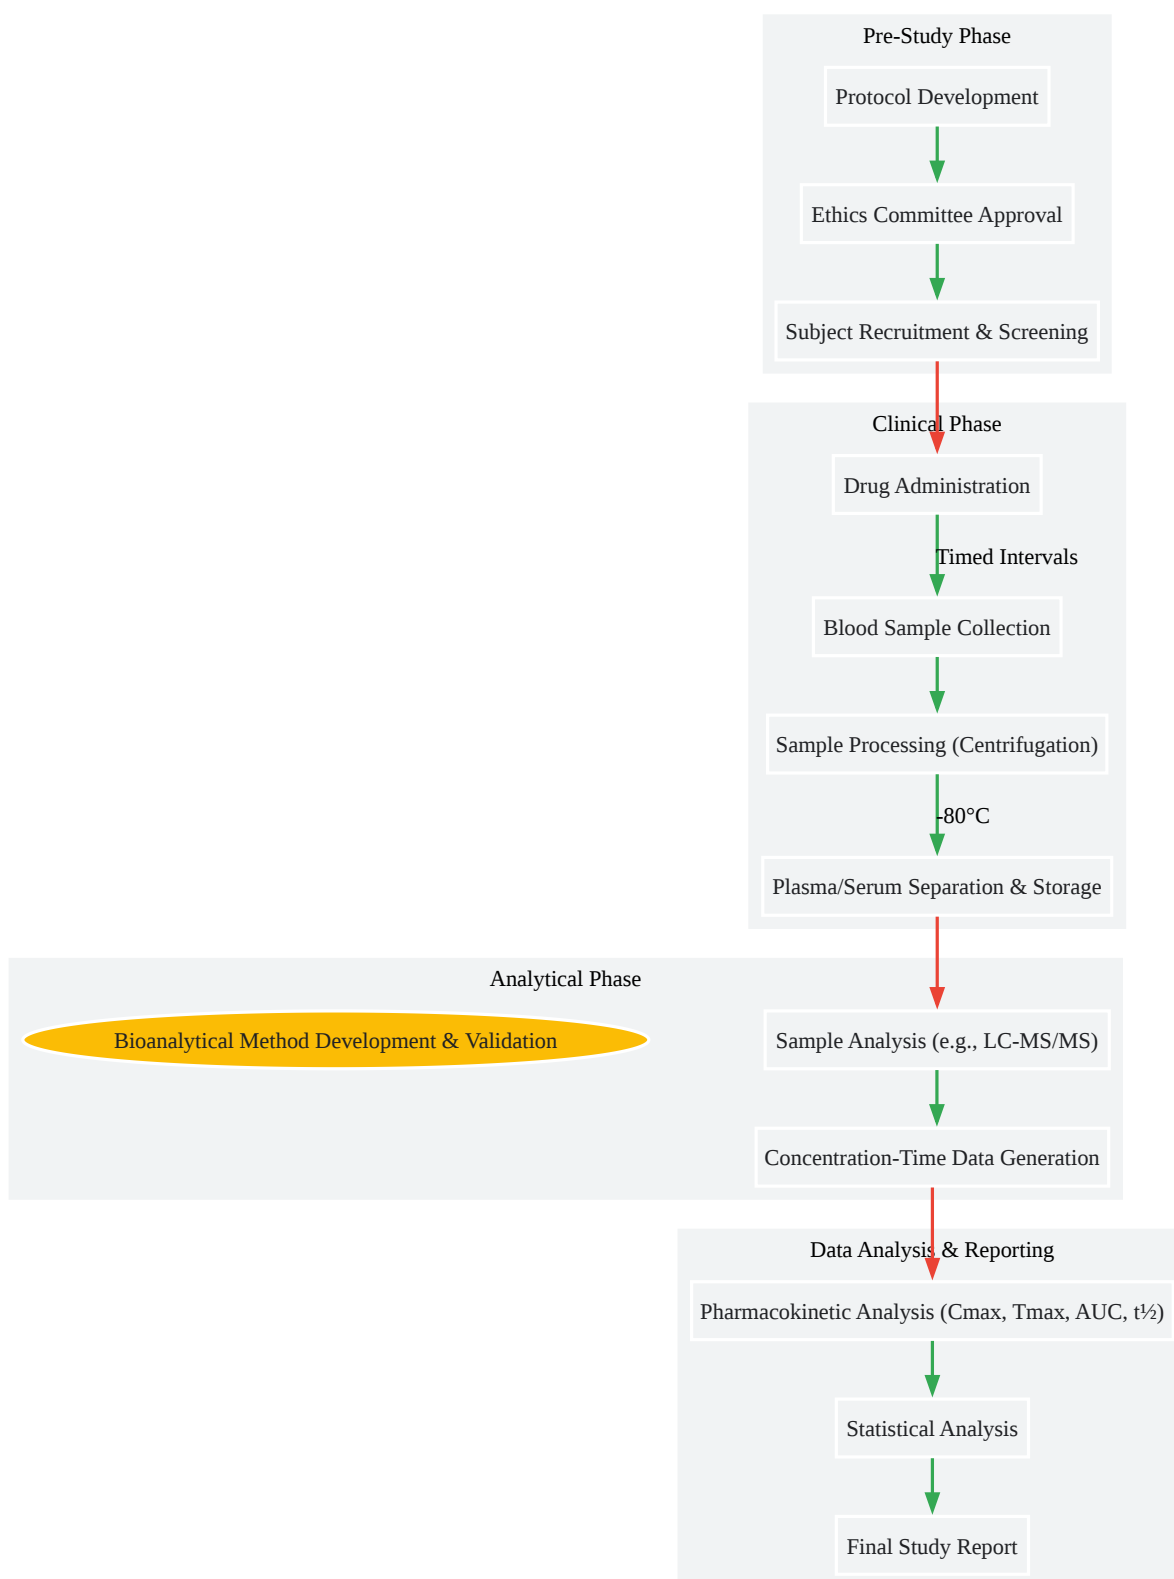 Pre-Study Phase
Protocol Development
Ethics Committee Approval
Subject Recruitment & Screening
Clinical Phase
Drug Administration
Timed Intervals
Blood Sample Collection
Sample Processing (Centrifugation)
-80°C
Plasma/Serum Separation & Storage
Analytical Phase
Bioanalytical Method Development & Validation
Sample Analysis (e.g., LC-MS/MS)
Concentration-Time Data Generation
Data Analysis & Reporting
Pharmacokinetic Analysis (Cmax, Tmax, AUC, t½)
Statistical Analysis
Final Study Report